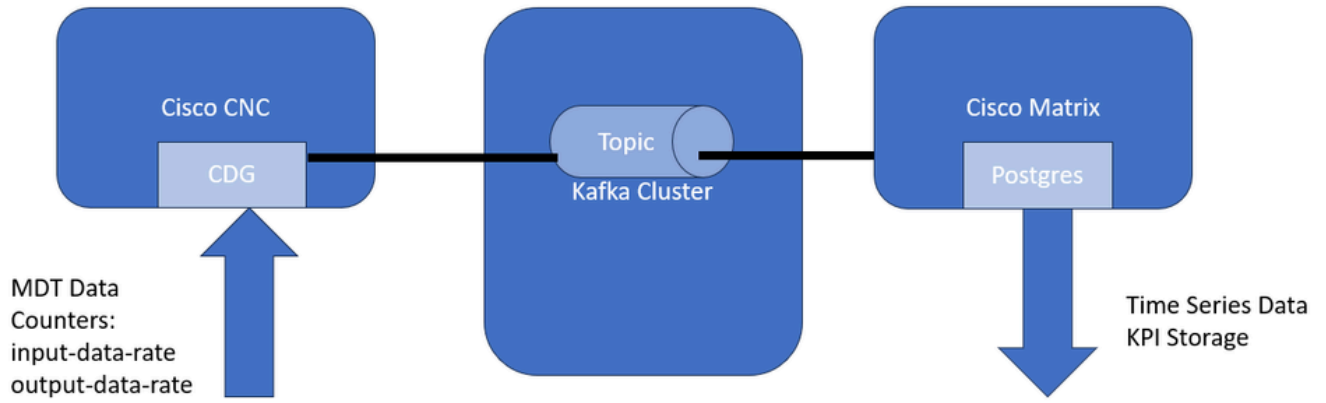 Cisco CNC
CDG
MDT Data
Counters:
input-data-rate
output-data-rate
Topic
Kafka Cluster
Cisco Matrix
Postgres
Time Series Data
KPI Storage